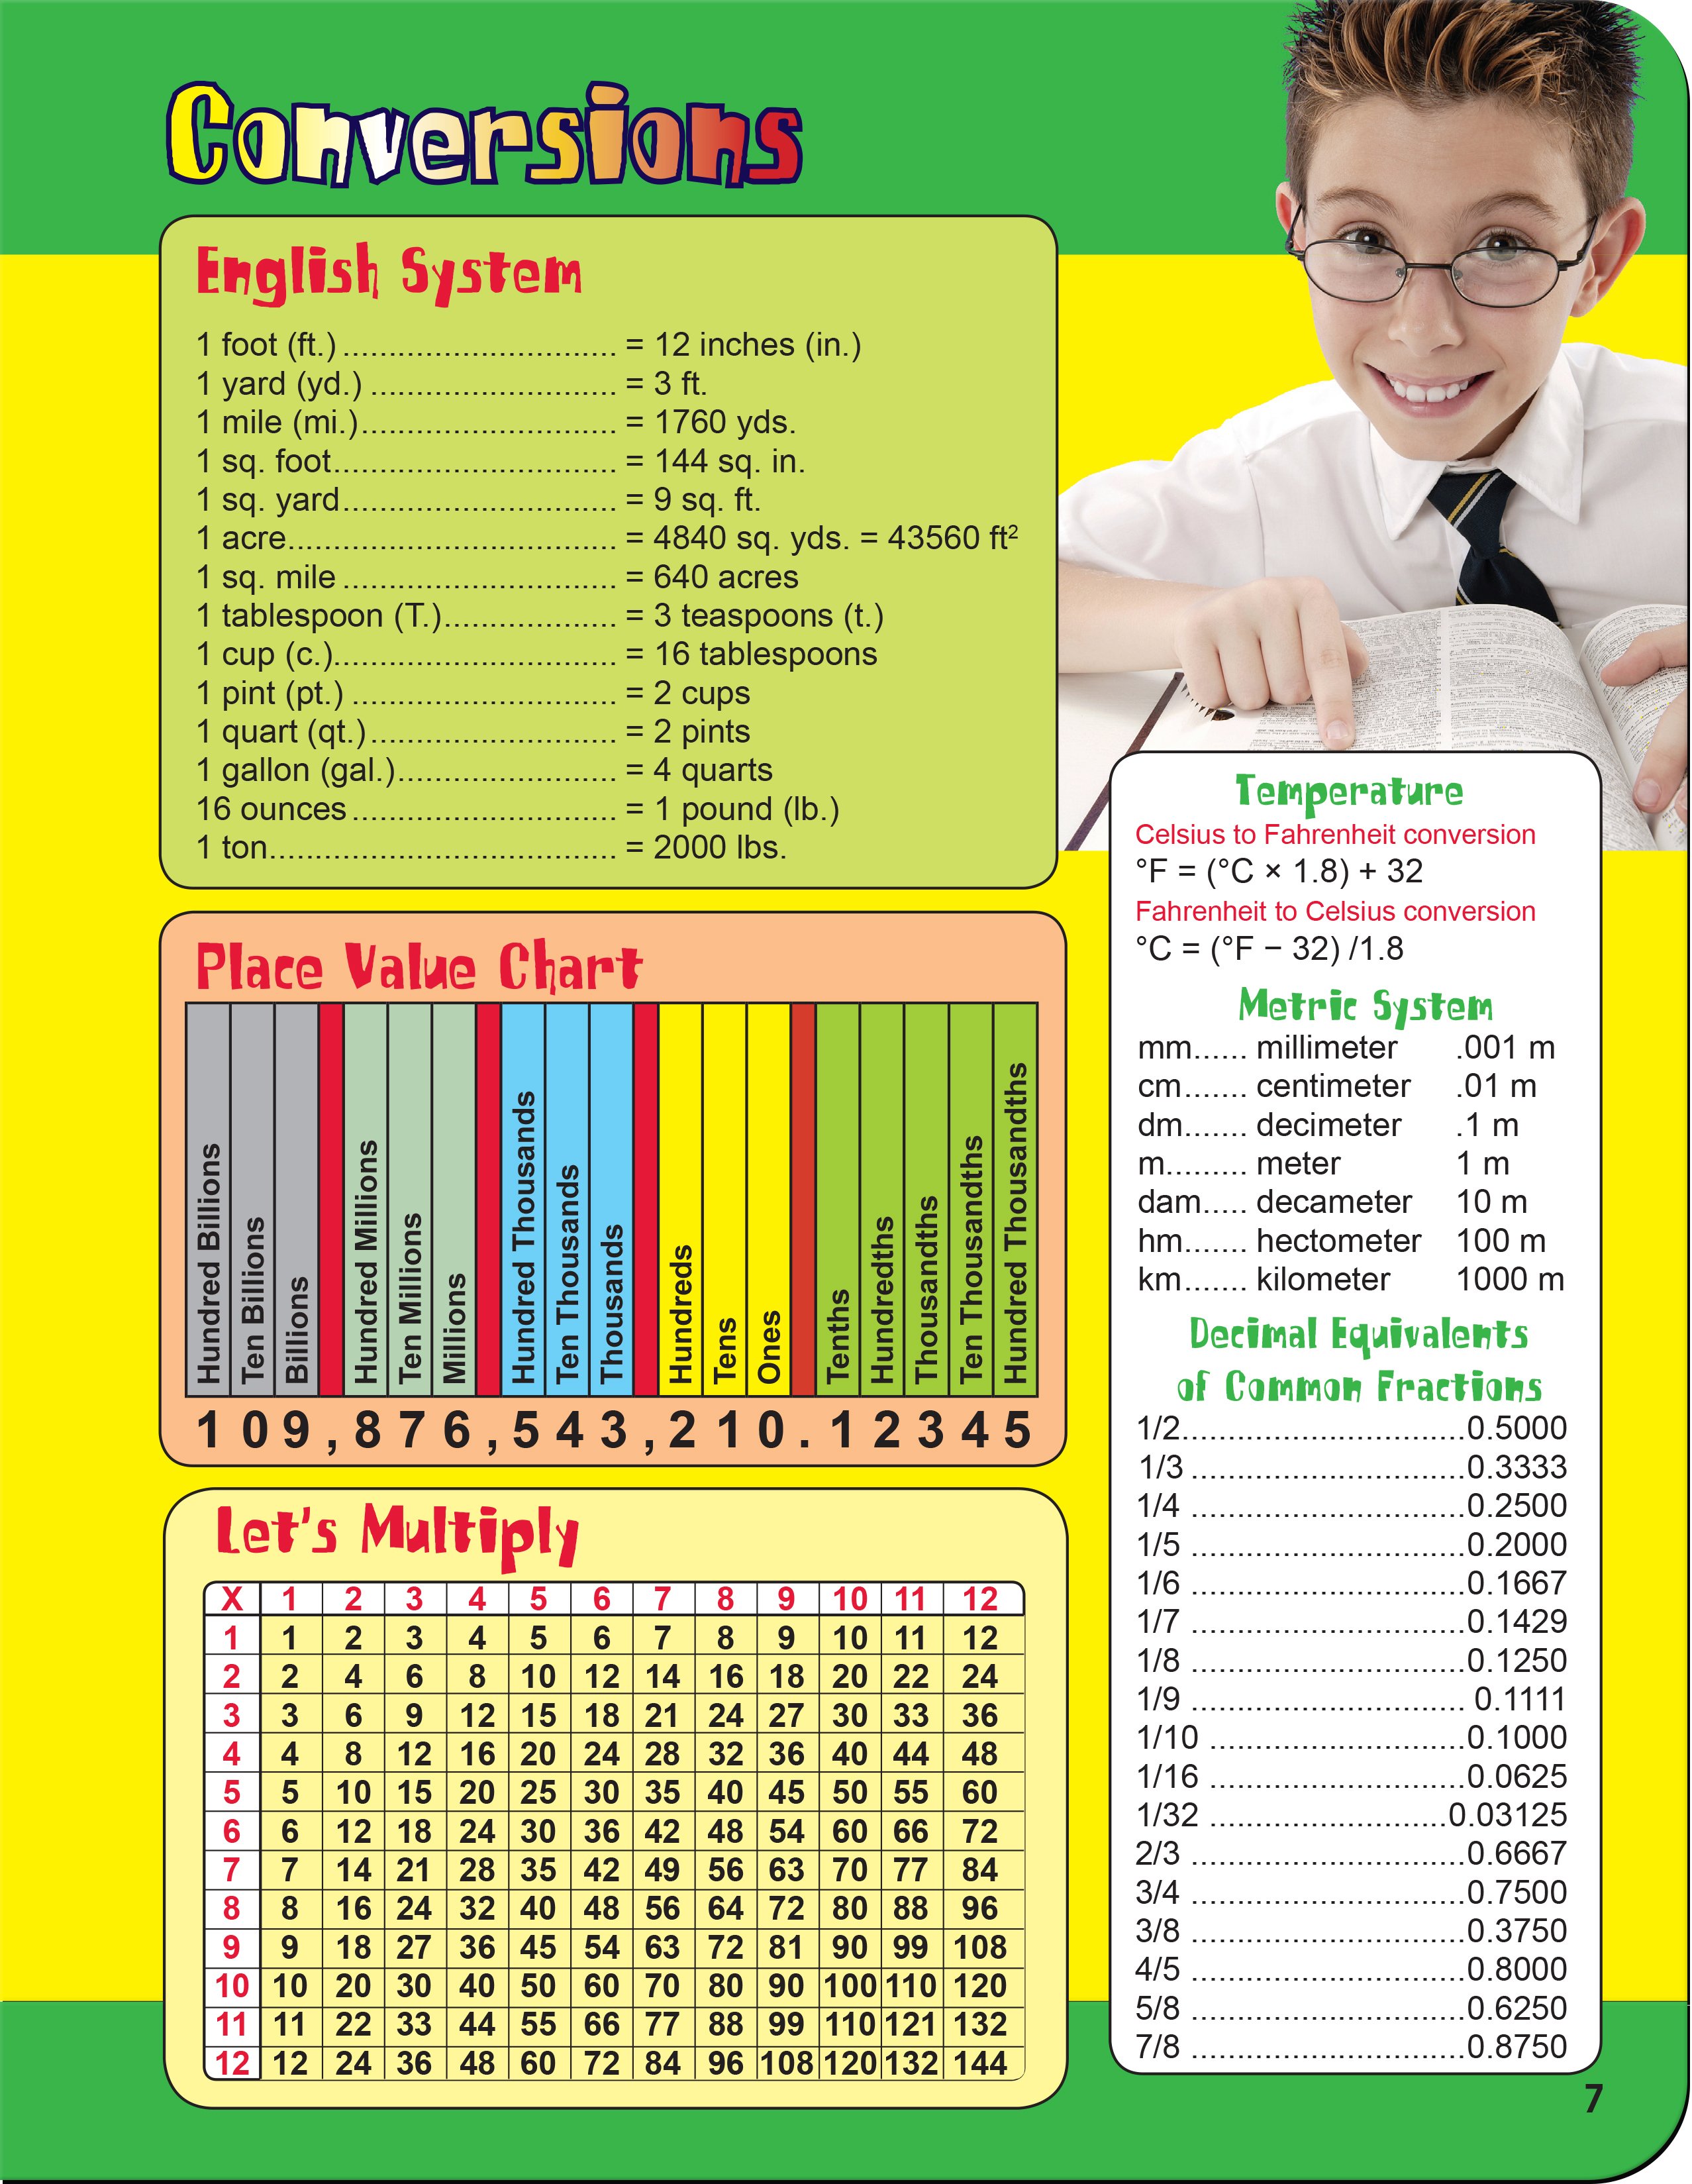 Conversions
English System
1 foot (ft.) .............................. = 12 inches (in.)
1 yard (yd.) ........................... = 3 ft.
1 mile (mi.)............................ = 1760 yds.
1 sq. foot............................... = 144 sq. in.
1 sq. yard.............................. = 9 sq. ft.
1 acre.................................... = 4840 sq. yds. = 43560 ft²
1 sq. mile .............................. = 640 acres
1 tablespoon (T.)................... = 3 teaspoons (t.)
1 cup (c.)............................... = 16 tablespoons
1 pint (pt.) ............................. = 2 cups
1 quart (qt.)........................... = 2 pints
1 gallon (gal.)........................ = 4 quarts
16 ounces ............................. = 1 pound (lb.)
1 ton...................................... = 2000 lbs.
Place Value Chart
Hundred Billions
Ten Billions
Billions
Hundred Millions
Ten Millions
Millions
Hundred Thousands
Ten Thousands
Thousands
Hundreds
Tens
Ones
Tenths
Hundredths
Thousandths
Ten Thousandths
Hundred Thousandths
109,876,543,210.12345
Let's Multiply
X 1 2 3 4 5 6 7 8 9 10 11 12
1 1 2 3 4 5 6 7 8 9 10 11 12
2 2 4 6 8 10 12 14 16 18 20 22 24
3 3 6 9 12 15 18 21 24 27 30 33 36
4 4 8 12 16 20 24 28 32 36 40 44 48
5 5 10 15 20 25 30 35 40 45 50 55 60
6 6 12 18 24 30 36 42 48 54 60 66 72
7 7 14 21 28 35 42 49 56 63 70 77 84
8 8 16 24 32 40 48 56 64 72 80 88 96
9 9 18 27 36 45 54 63 72 81 90 99 108
10 10 20 30 40 50 60 70 80 90 100 110 120
11 11 22 33 44 55 66 77 88 99 110 121 132
12 12 24 36 48 60 72 84 96 108 120 132 144
Temperature
Celsius to Fahrenheit conversion
°F = (°C × 1.8) + 32
Fahrenheit to Celsius conversion
°C = (°F − 32) /1.8
Metric System
mm...... millimeter .001 m
cm....... centimeter .01 m
dm....... decimeter .1 m
m......... meter 1 m
dam..... decameter 10 m
hm....... hectometer 100 m
km....... kilometer 1000 m
Decimal Equivalents
of Common Fractions
1/2...............................0.5000
1/3 ..............................0.3333
1/4 ..............................0.2500
1/5 ..............................0.2000
1/6 ..............................0.1667
1/7 ..............................0.1429
1/8 ..............................0.1250
1/9 .............................. 0.1111
1/10 ............................0.1000
1/16 ............................0.0625
1/32 ..........................0.03125
2/3 ..............................0.6667
3/4 ..............................0.7500
3/8 ..............................0.3750
4/5 ..............................0.8000
5/8 ..............................0.6250
7/8 ..............................0.8750
7